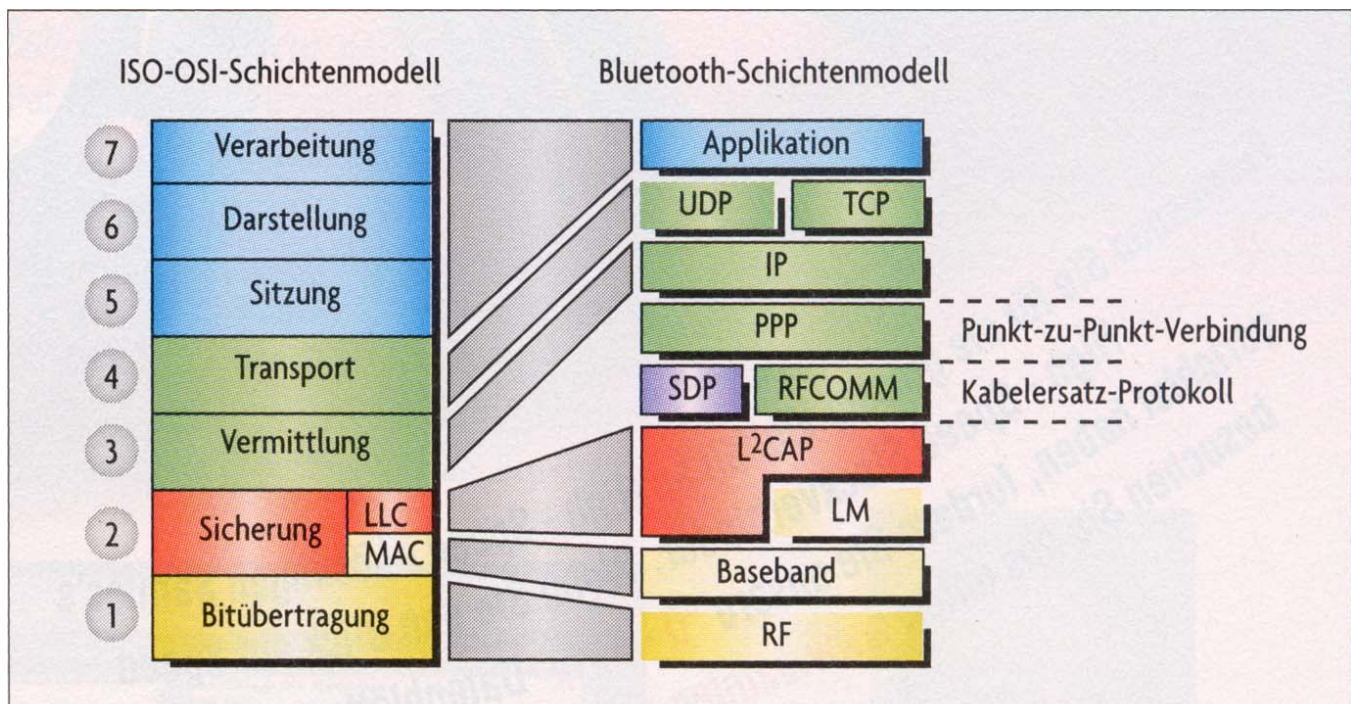 ISO-OSI-Schichtenmodell
Bluetooth-Schichtenmodell
7
Verarbeitung
6
Darstellung
5
Sitzung
4
Transport
3
Vermittlung
2
Sicherung
LLC
MAC
1
Bitübertragung
Applikation
UDP
TCP
IP
PPP
Punkt-zu-Punkt-Verbindung
SDP
RFCOMM
Kabelersatz-Protokoll
L²CAP
LM
Baseband
RF